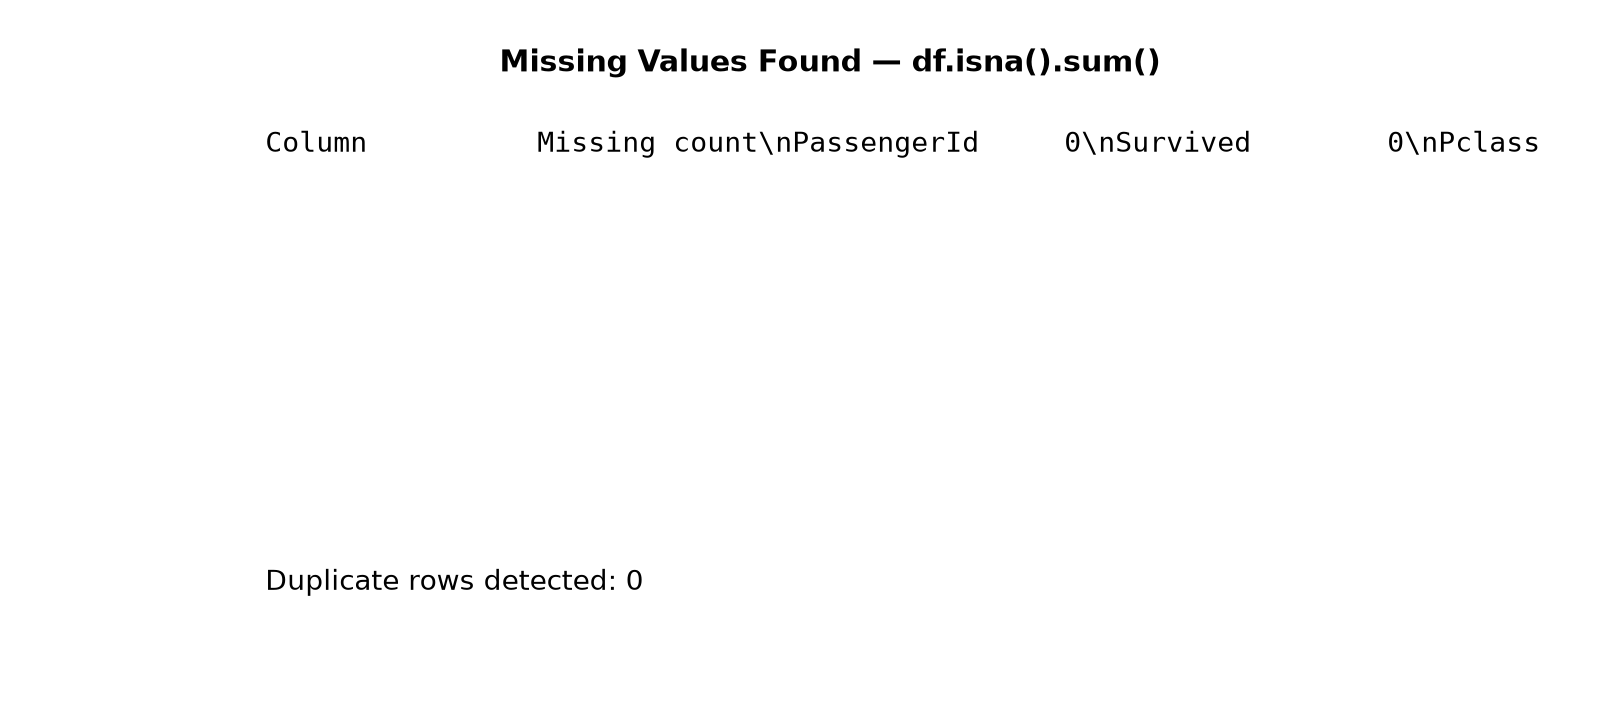 Missing Values Found — df.isna().sum()
Column          Missing count\nPassengerId     0\nSurvived        0\nPclass
Duplicate rows detected: 0